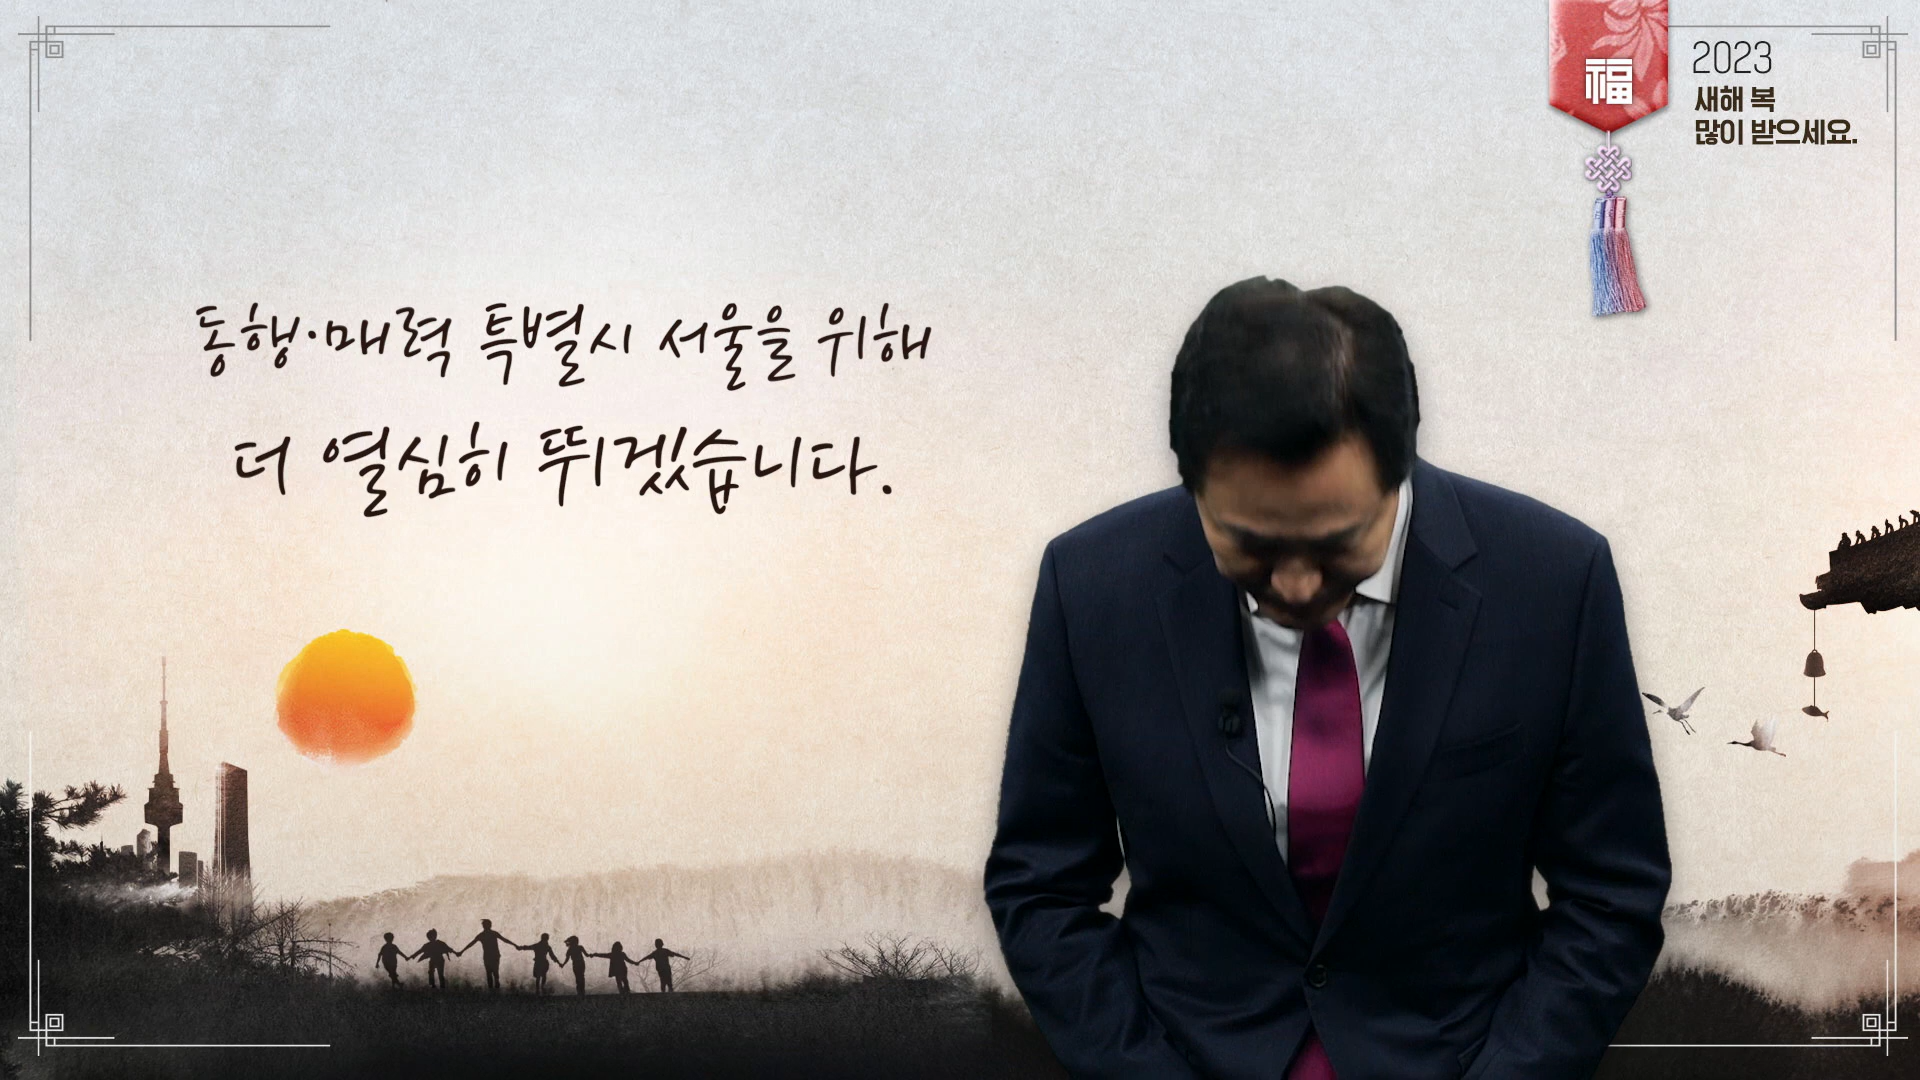 福
2023
새해 복
많이 받으세요.
동행·매력 특별시 서울을 위해
더 열심히 뛰겠습니다.